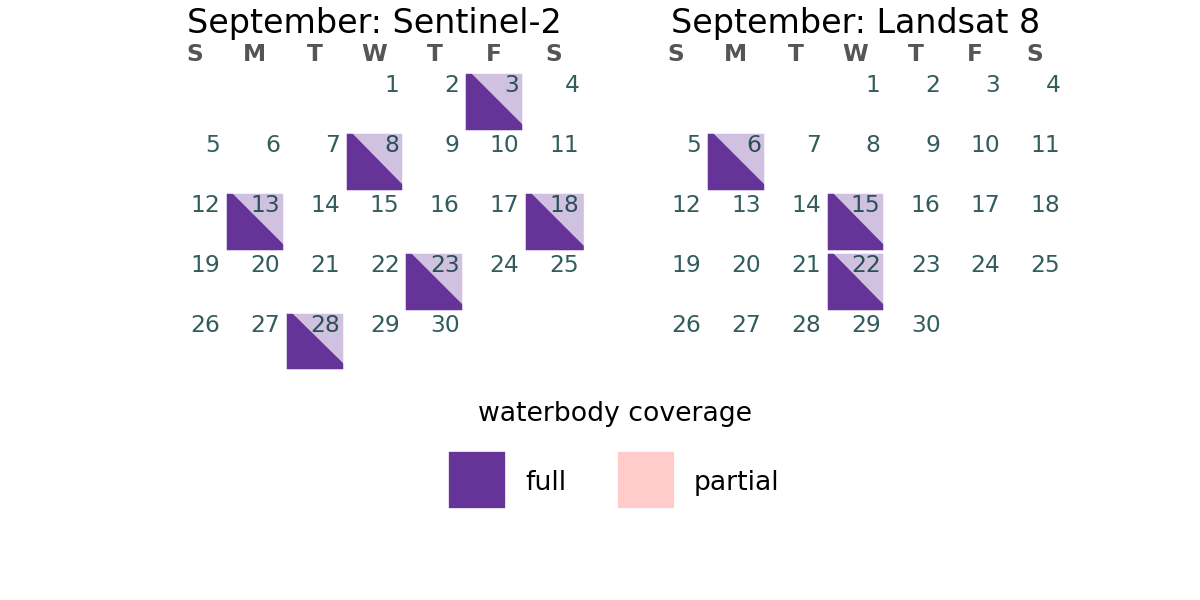 September: Sentinel-2
S M T W T F S
1 2 3 4
5 6 7 8 9 10 11
12 13 14 15 16 17 18
19 20 21 22 23 24 25
26 27 28 29 30
September: Landsat 8
S M T W T F S
1 2 3 4
5 6 7 8 9 10 11
12 13 14 15 16 17 18
19 20 21 22 23 24 25
26 27 28 29 30
waterbody coverage
full partial